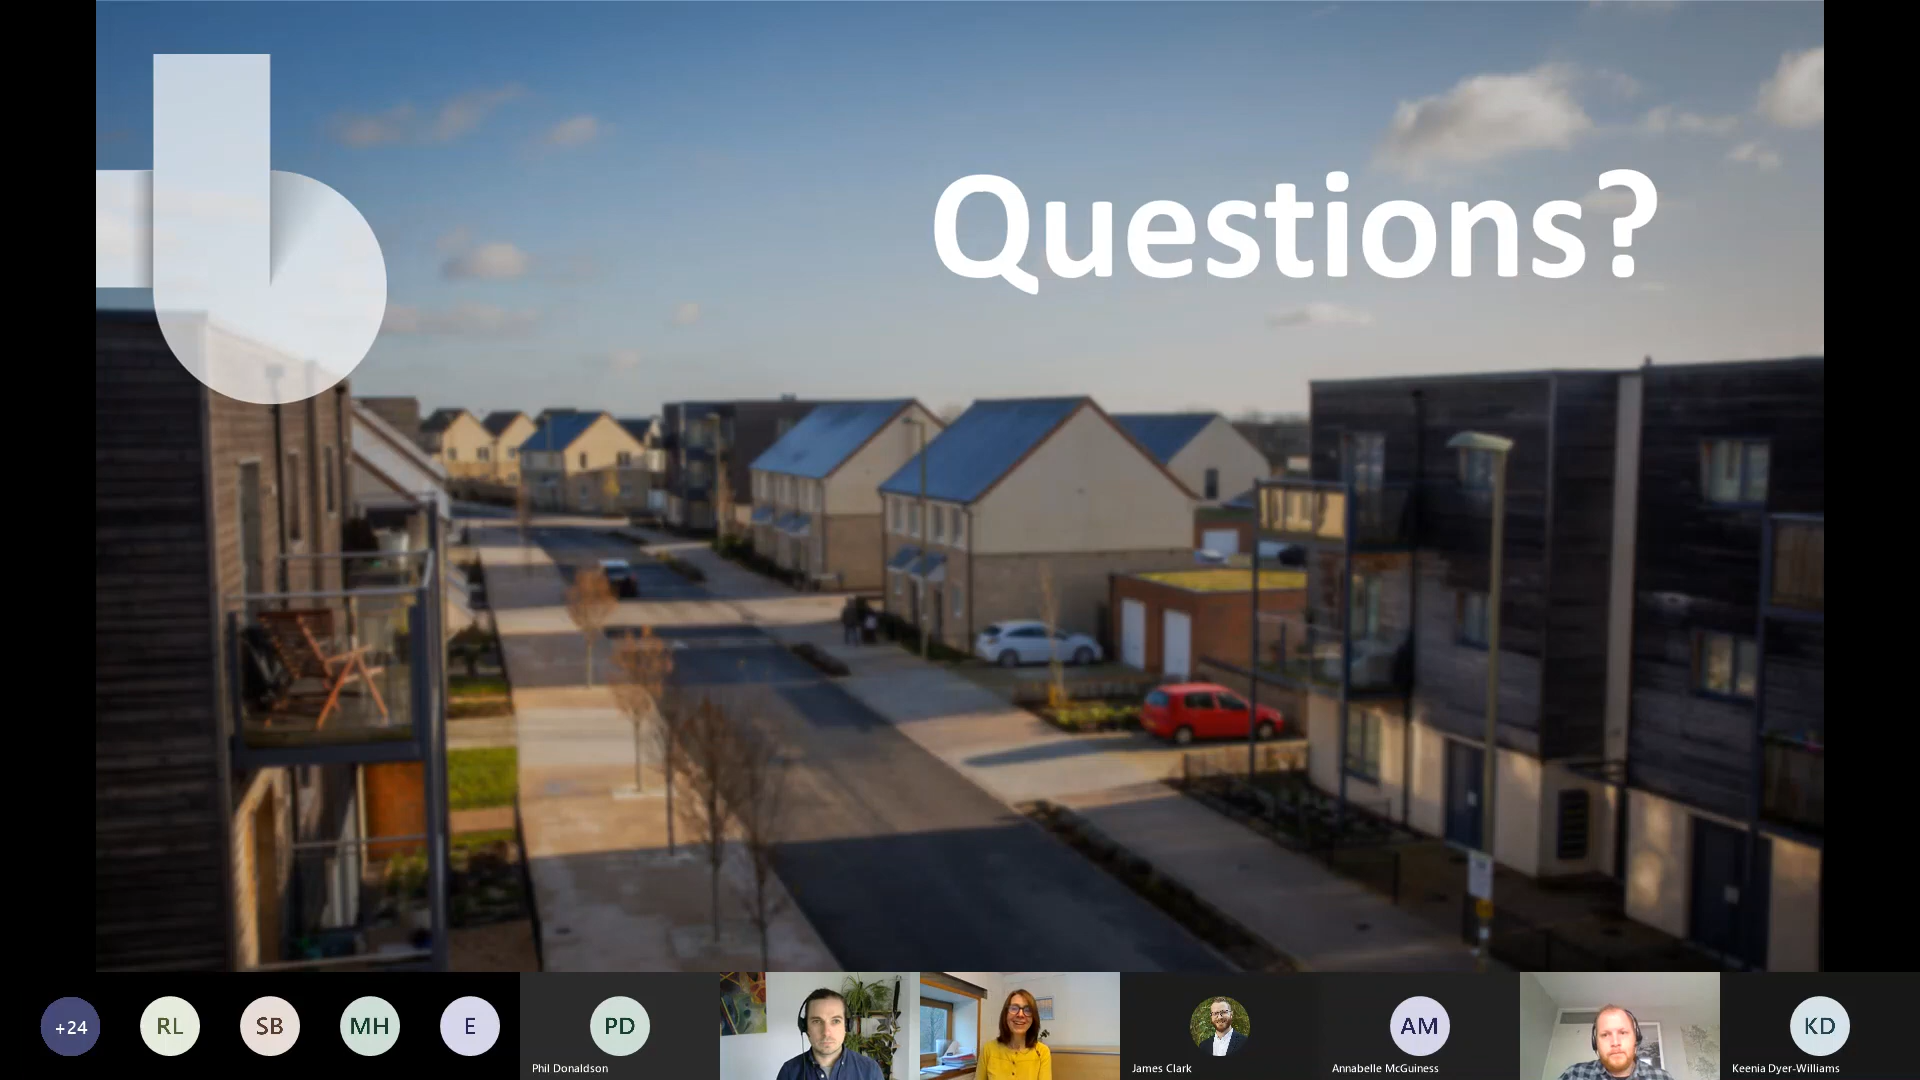 Questions?
+24
RL
SB
MH
E
PD
Phil Donaldson
James Clark
AM
Annabelle McGuiness
KD
Keenia Dyer-Williams